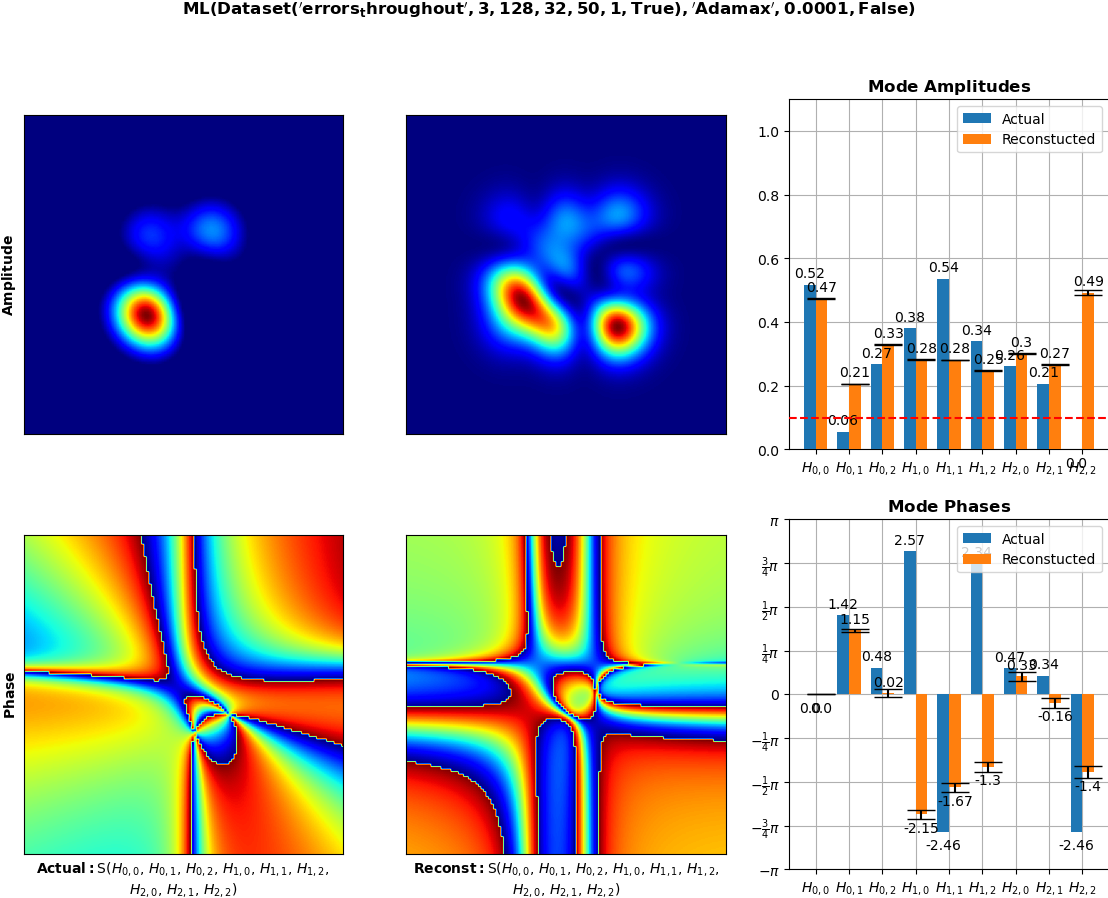 ML(Dataset('errors_throughout', 3, 128, 32, 50, 1, True), 'Adamax', 0.0001, False)
Amplitude
Mode Amplitudes
Actual
Reconstucted
1.0
0.8
0.6
0.4
0.2
0.0
0.52
0.47
0.06
0.21
0.27
0.33
0.38
0.28
0.54
0.28
0.34
0.25
0.26
0.3
0.21
0.27
0.0
0.49
H0,0 H0,1 H0,2 H1,0 H1,1 H1,2 H2,0 H2,1 H2,2
Phase
Actual: S(H0,0, H0,1, H0,2, H1,0, H1,1, H1,2,
H2,0, H2,1, H2,2)
Reconst: S(H0,0, H0,1, H0,2, H1,0, H1,1, H1,2,
H2,0, H2,1, H2,2)
Mode Phases
Actual
Reconstucted
π
3/4π
1/2π
1/4π
0
−1/4π
−1/2π
−3/4π
−π
0.0
0.0
1.42
1.15
0.48
0.02
2.57
-2.15
-2.46
-1.67
2.34
-1.3
0.47
0.33
0.34
-0.16
-2.46
-1.4
H0,0 H0,1 H0,2 H1,0 H1,1 H1,2 H2,0 H2,1 H2,2